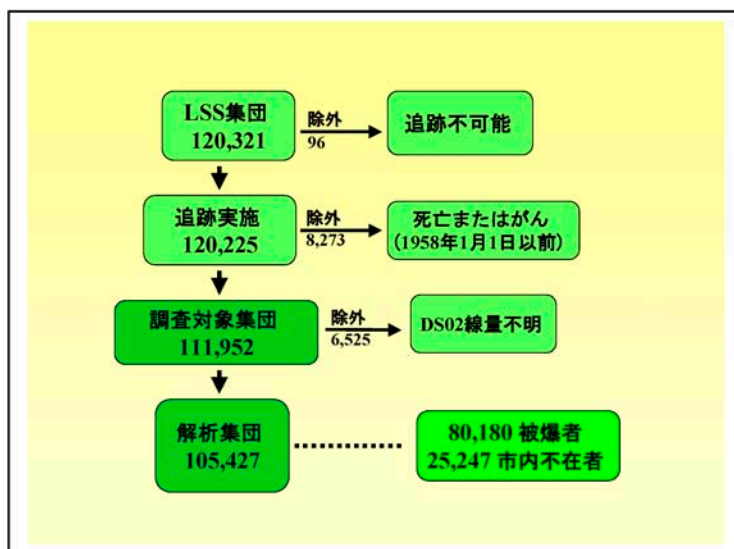 LSS集団
120,321
除外
96
追跡不可能
追跡実施
120,225
除外
8,273
死亡またはがん
(1958年1月1日以前)
調査対象集団
111,952
除外
6,525
DS02線量不明
解析集団
105,427
80,180 被爆者
25,247 市内不在者